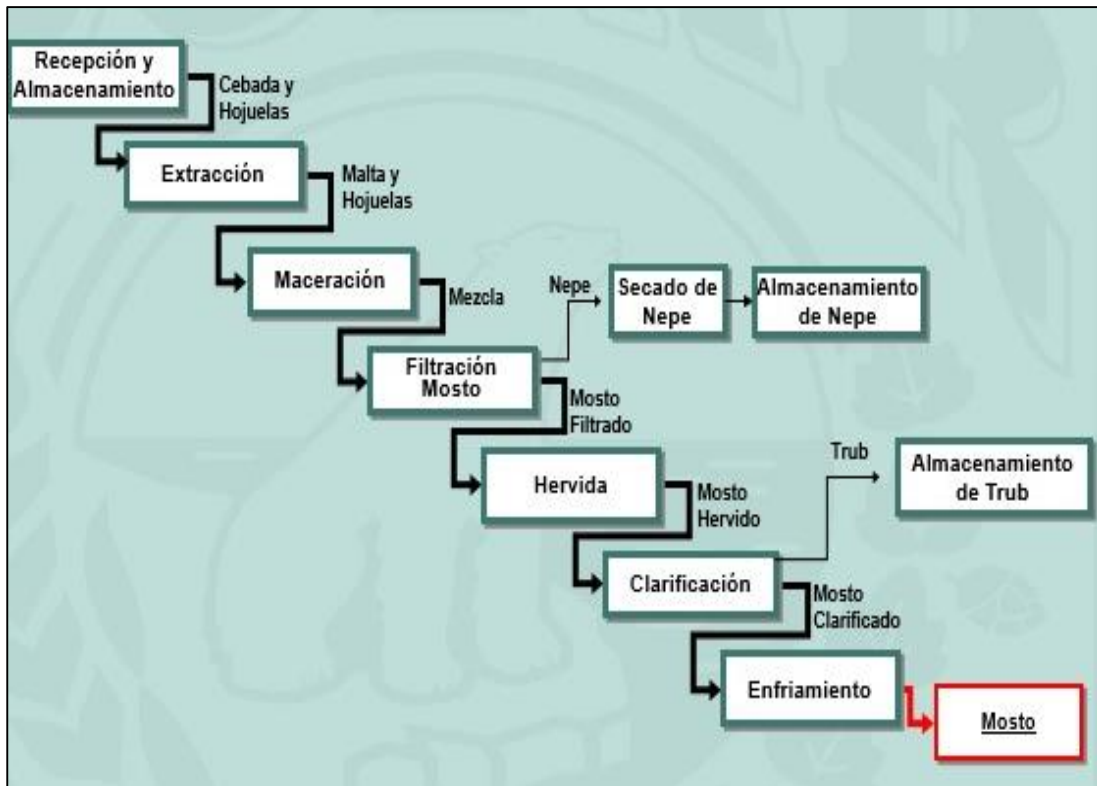 Recepción y
Almacenamiento
Cebada y
Hojuelas
Extracción
Malta y
Hojuelas
Maceración
Mezcla
Nepe
Secado de
Nepe
Almacenamiento
de Nepe
Filtración
Mosto
Mosto
Filtrado
Hervida
Mosto
Hervido
Trub
Almacenamiento
de Trub
Clarificación
Mosto
Clarificado
Enfriamiento
Mosto